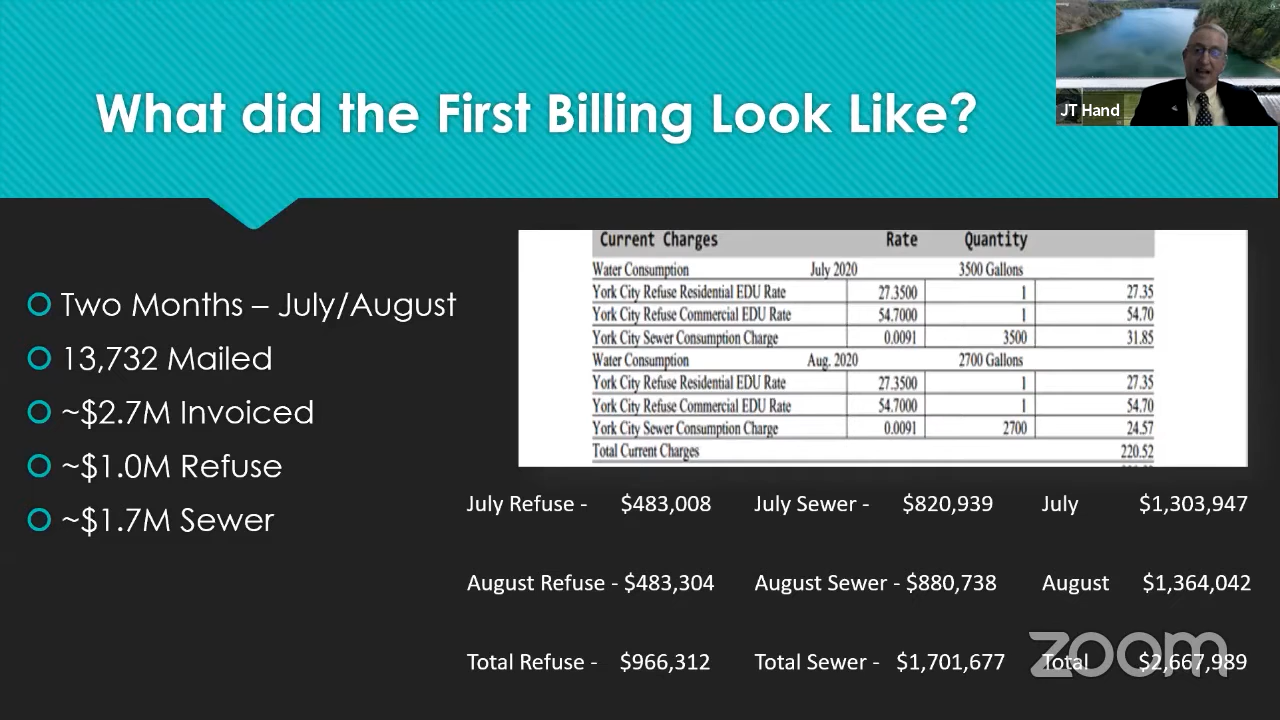 What did the First Billing Look Like?
JT Hand
Two Months – July/August
13,732 Mailed
~$2.7M Invoiced
~$1.0M Refuse
~$1.7M Sewer
Current Charges Rate Quantity
Water Consumption July 2020 3500 Gallons
York City Refuse Residential EDU Rate 27.3500 1 27.35
York City Refuse Commercial EDU Rate 54.7000 1 54.70
York City Sewer Consumption Charge 0.0091 3500 31.85
Water Consumption Aug. 2020 2700 Gallons
York City Refuse Residential EDU Rate 27.3500 1 27.35
York City Refuse Commercial EDU Rate 54.7000 1 54.70
York City Sewer Consumption Charge 0.0091 2700 24.57
Total Current Charges 220.52
July Refuse - $483,008 July Sewer - $820,939 July $1,303,947
August Refuse - $483,304 August Sewer - $880,738 August $1,364,042
Total Refuse - $966,312 Total Sewer - $1,701,677 Total $2,667,989
zoom